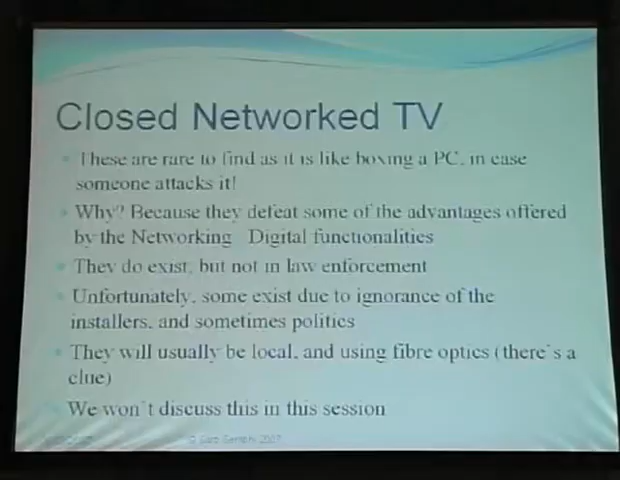 Closed Networked TV
These are rare to find as it is like boxing a PC, in case
someone attacks it!
Why? Because they defeat some of the advantages offered
by the Networking Digital functionalities
They do exist, but not in law enforcement
Unfortunately, some exist due to ignorance of the
installers, and sometimes politics
They will usually be local, and using fibre optics (there's a
clue)
We won't discuss this in this session